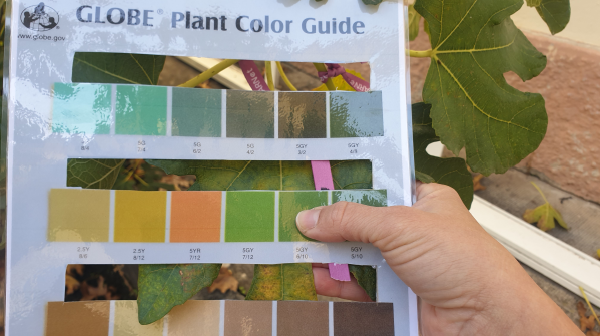 GLOBE® Plant Color Guide
www.globe.gov
5G 7/4 5G 6/2 5G 4/2 5GY 3/2 5GY 4/8
2.5Y 8/6 2.5Y 8/12 5YR 7/12 5GY 7/12 5GY 6/10 5GY 5/10